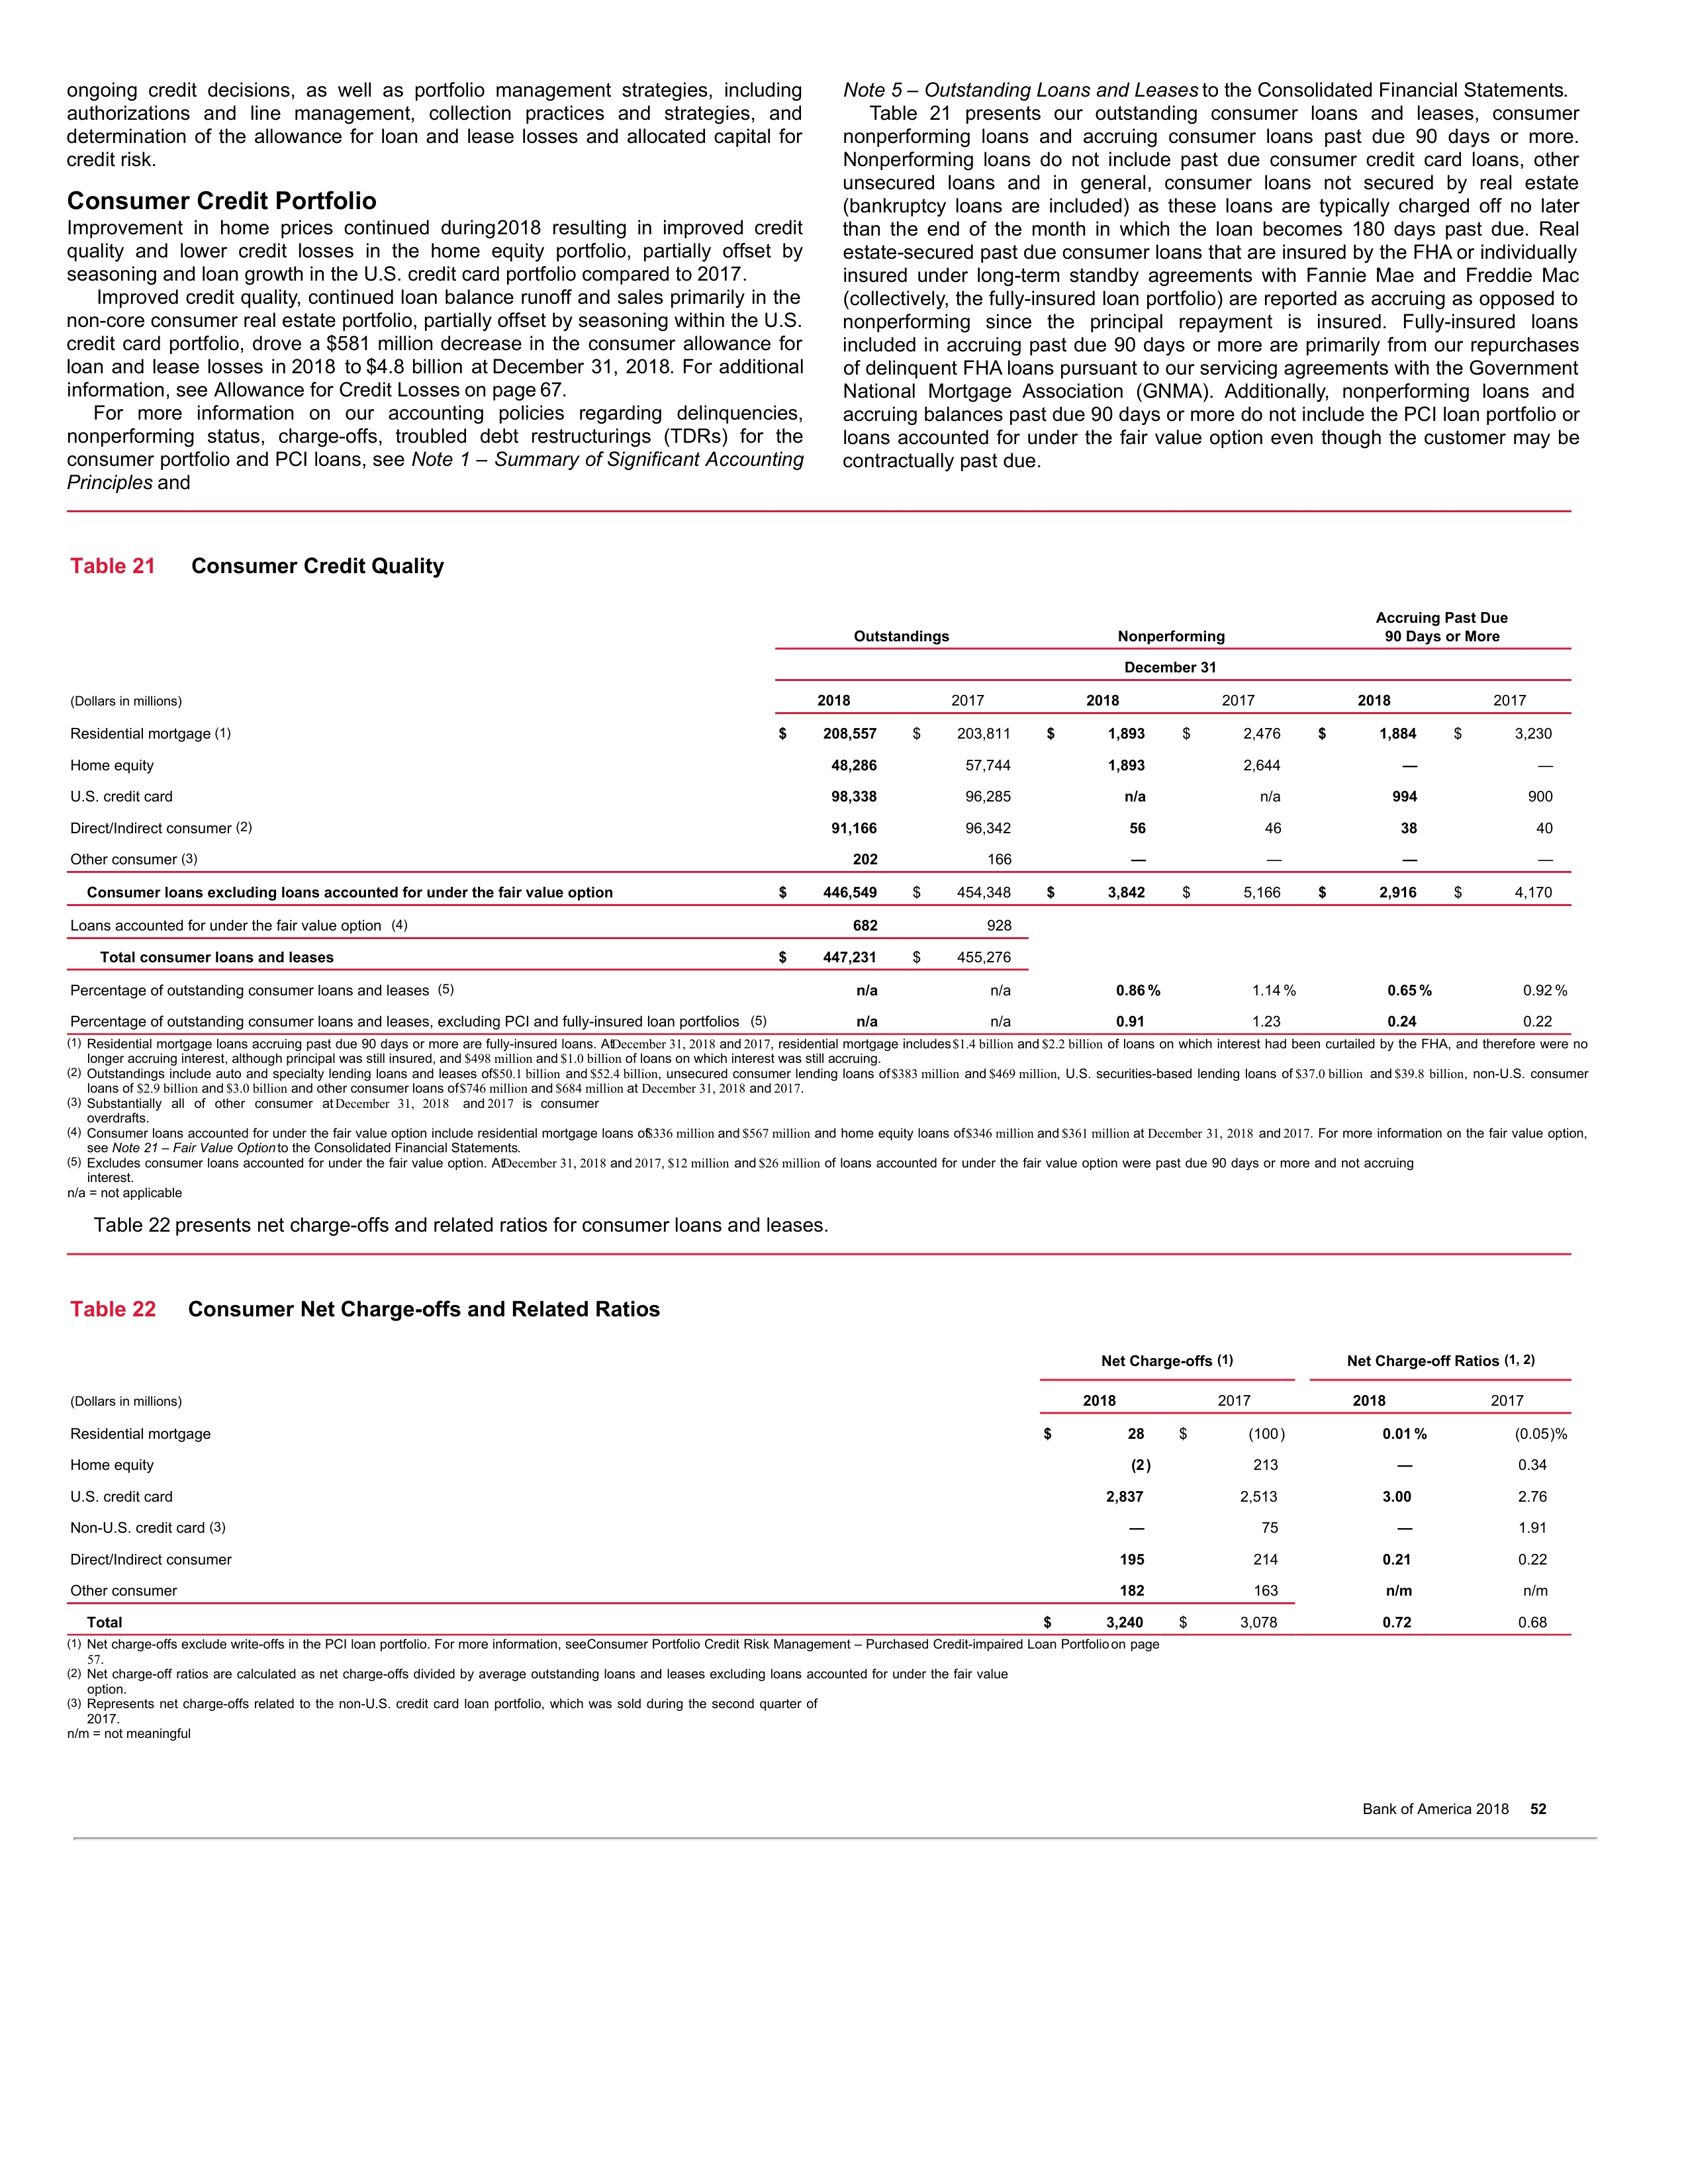 ongoing credit decisions, as well as portfolio management strategies, including
authorizations and line management, collection practices and strategies, and
determination of the allowance for loan and lease losses and allocated capital for
credit risk.
Consumer Credit Portfolio
Improvement in home prices continued during 2018 resulting in improved credit
quality and lower credit losses in the home equity portfolio, partially offset by
seasoning and loan growth in the U.S. credit card portfolio compared to 2017.
Improved credit quality, continued loan balance runoff and sales primarily in the
non-core consumer real estate portfolio, partially offset by seasoning within the U.S.
credit card portfolio, drove a $581 million decrease in the consumer allowance for
loan and lease losses in 2018 to $4.8 billion at December 31, 2018. For additional
information, see Allowance for Credit Losses on page 67.
For more information on our accounting policies regarding delinquencies,
nonperforming status, charge-offs, troubled debt restructurings (TDRs) for the
consumer portfolio and PCI loans, see Note 1 – Summary of Significant Accounting
Principles and
Note 5 – Outstanding Loans and Leases to the Consolidated Financial Statements.
Table 21 presents our outstanding consumer loans and leases, consumer
nonperforming loans and accruing consumer loans past due 90 days or more.
Nonperforming loans do not include past due consumer credit card loans, other
unsecured loans and in general, consumer loans not secured by real estate
(bankruptcy loans are included) as these loans are typically charged off no later
than the end of the month in which the loan becomes 180 days past due. Real
estate-secured past due consumer loans that are insured by the FHA or individually
insured under long-term standby agreements with Fannie Mae and Freddie Mac
(collectively, the fully-insured loan portfolio) are reported as accruing as opposed to
nonperforming since the principal repayment is insured. Fully-insured loans
included in accruing past due 90 days or more are primarily from our repurchases
of delinquent FHA loans pursuant to our servicing agreements with the Government
National Mortgage Association (GNMA). Additionally, nonperforming loans and
accruing balances past due 90 days or more do not include the PCI loan portfolio or
loans accounted for under the fair value option even though the customer may be
contractually past due.
Table 21 Consumer Credit Quality
Accruing Past Due
Outstandings Nonperforming 90 Days or More
December 31
(Dollars in millions) 2018 2017 2018 2017 2018 2017
Residential mortgage (1) $ 208,557 $ 203,811 $ 1,893 $ 2,476 $ 1,884 $ 3,230
Home equity 48,286 57,744 1,893 2,644 — —
U.S. credit card 98,338 96,285 n/a n/a 994 900
Direct/Indirect consumer (2) 91,166 96,342 56 46 38 40
Other consumer (3) 202 166 — — — —
Consumer loans excluding loans accounted for under the fair value option $ 446,549 $ 454,348 $ 3,842 $ 5,166 $ 2,916 $ 4,170
Loans accounted for under the fair value option (4) 682 928
Total consumer loans and leases $ 447,231 $ 455,276
Percentage of outstanding consumer loans and leases (5) n/a n/a 0.86 % 1.14 % 0.65 % 0.92 %
Percentage of outstanding consumer loans and leases, excluding PCI and fully-insured loan portfolios (5) n/a n/a 0.91 1.23 0.24 0.22
(1) Residential mortgage loans accruing past due 90 days or more are fully-insured loans. At December 31, 2018 and 2017, residential mortgage includes $1.4 billion and $2.2 billion of loans on which interest had been curtailed by the FHA, and therefore were no
longer accruing interest, although principal was still insured, and $498 million and $1.0 billion of loans on which interest was still accruing.
(2) Outstandings include auto and specialty lending loans and leases of $50.1 billion and $52.4 billion, unsecured consumer lending loans of $383 million and $469 million, U.S. securities-based lending loans of $37.0 billion and $39.8 billion, non-U.S. consumer
loans of $2.9 billion and $3.0 billion and other consumer loans of $746 million and $684 million at December 31, 2018 and 2017.
(3) Substantially all of other consumer at December 31, 2018 and 2017 is consumer
overdrafts.
(4) Consumer loans accounted for under the fair value option include residential mortgage loans of $336 million and $567 million and home equity loans of $346 million and $361 million at December 31, 2018 and 2017. For more information on the fair value option,
see Note 21 – Fair Value Option to the Consolidated Financial Statements.
(5) Excludes consumer loans accounted for under the fair value option. At December 31, 2018 and 2017, $12 million and $26 million of loans accounted for under the fair value option were past due 90 days or more and not accruing
interest.
n/a = not applicable
Table 22 presents net charge-offs and related ratios for consumer loans and leases.
Table 22 Consumer Net Charge-offs and Related Ratios
Net Charge-offs (1) Net Charge-off Ratios (1, 2)
(Dollars in millions) 2018 2017 2018 2017
Residential mortgage $ 28 $ (100) 0.01 % (0.05)%
Home equity (2) 213 — 0.34
U.S. credit card 2,837 2,513 3.00 2.76
Non-U.S. credit card (3) — 75 — 1.91
Direct/Indirect consumer 195 214 0.21 0.22
Other consumer 182 163 n/m n/m
Total $ 3,240 $ 3,078 0.72 0.68
(1) Net charge-offs exclude write-offs in the PCI loan portfolio. For more information, see Consumer Portfolio Credit Risk Management – Purchased Credit-impaired Loan Portfolio on page
57.
(2) Net charge-off ratios are calculated as net charge-offs divided by average outstanding loans and leases excluding loans accounted for under the fair value
option.
(3) Represents net charge-offs related to the non-U.S. credit card loan portfolio, which was sold during the second quarter of
2017.
n/m = not meaningful
Bank of America 2018 52